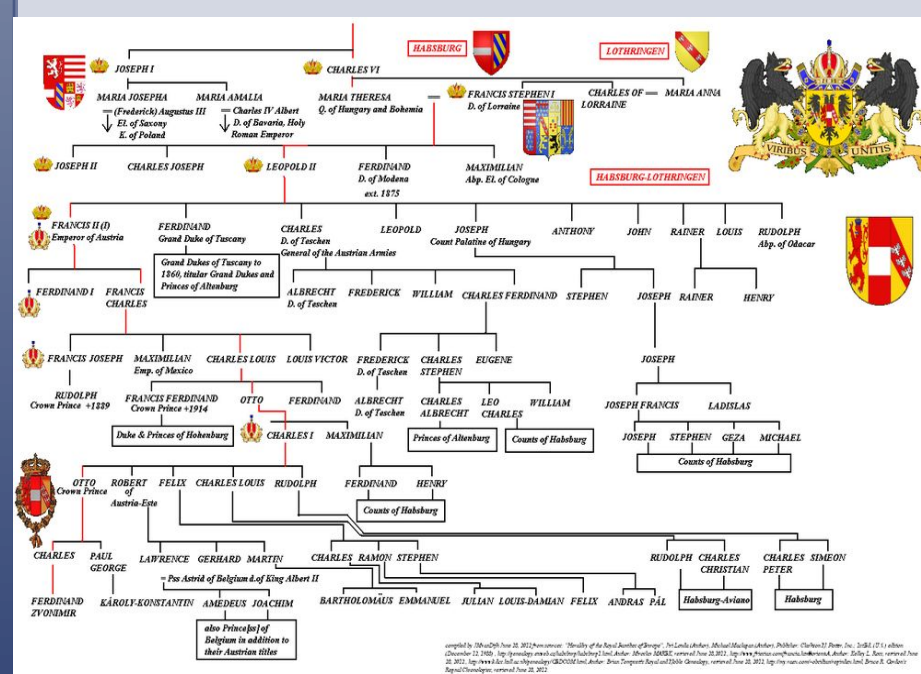 HABSBURG
LOTHRINGEN
JOSEPH I
CHARLES VI
MARIA JOSEPHA
= (Frederick) Augustus III
El. of Saxony
K. of Poland
MARIA AMALIA
= Charles IV Albert
D. of Bavaria, Holy
Roman Emperor
MARIA THERESA
Q. of Hungary and Bohemia
=
FRANCIS STEPHEN I
D. of Lorraine
CHARLES OF = MARIA ANNA
LORRAINE
VIRIBUS UNITIS
JOSEPH II
CHARLES JOSEPH
LEOPOLD II
FERDINAND
D. of Modena
ext. 1875
MAXIMILIAN
Abp. El. of Cologne
HABSBURG-LOTHRINGEN
FRANCIS II (I)
Emperor of Austria
FERDINAND
Grand Duke of Tuscany
Grand Dukes of Tuscany to
1860, titular Grand Dukes and
Princes of Altenburg
CHARLES
D. of Teschen
General of the Austrian Armies
LEOPOLD
JOSEPH
Count Palatine of Hungary
ANTHONY
JOHN
RAINER
LOUIS
RUDOLPH
Abp. of Odacar
FERDINAND I
FRANCIS
CHARLES
ALBRECHT
D. of Teschen
FREDERICK
WILLIAM
CHARLES FERDINAND
STEPHEN
JOSEPH
RAINER
HENRY
FRANCIS JOSEPH
MAXIMILIAN
Emp. of Mexico
CHARLES LOUIS
LOUIS VICTOR
FREDERICK
D. of Teschen
CHARLES
STEPHEN
EUGENE
JOSEPH
RUDOLPH
Crown Prince +1889
FRANCIS FERDINAND
Crown Prince +1914
Duke & Princes of Hohenburg
OTTO
FERDINAND
ALBRECHT
D. of Teschen
CHARLES
ALBRECHT
Princes of Altenburg
LEO
CHARLES
WILLIAM
Counts of Habsburg
JOSEPH FRANCIS
LADISLAS
CHARLES I
MAXIMILIAN
JOSEPH
STEPHEN
GEZA
MICHAEL
Counts of Habsburg
OTTO
Crown Prince
ROBERT
of
Austria-Este
FELIX
CHARLES LOUIS
RUDOLPH
FERDINAND
HENRY
Counts of Habsburg
CHARLES
PAUL
GEORGE
LAWRENCE
GERHARD
MARTIN
= Pss Astrid of Belgium d.of King Albert II
CHARLES
RAMON
STEPHEN
RUDOLPH
CHARLES
CHRISTIAN
CHARLES
PETER
SIMEON
FERDINAND
ZVONIMIR
KÁROLY-KONSTANTIN
AMEDEUS
JOACHIM
also Prince[ss] of
Belgium in addition to
their Austrian titles
BARTHOLOMÄUS
EMMANUEL
JULIAN
LOUIS-DAMIAN
FELIX
ANDRAS
PÁL
Habsburg-Aviano
Habsburg